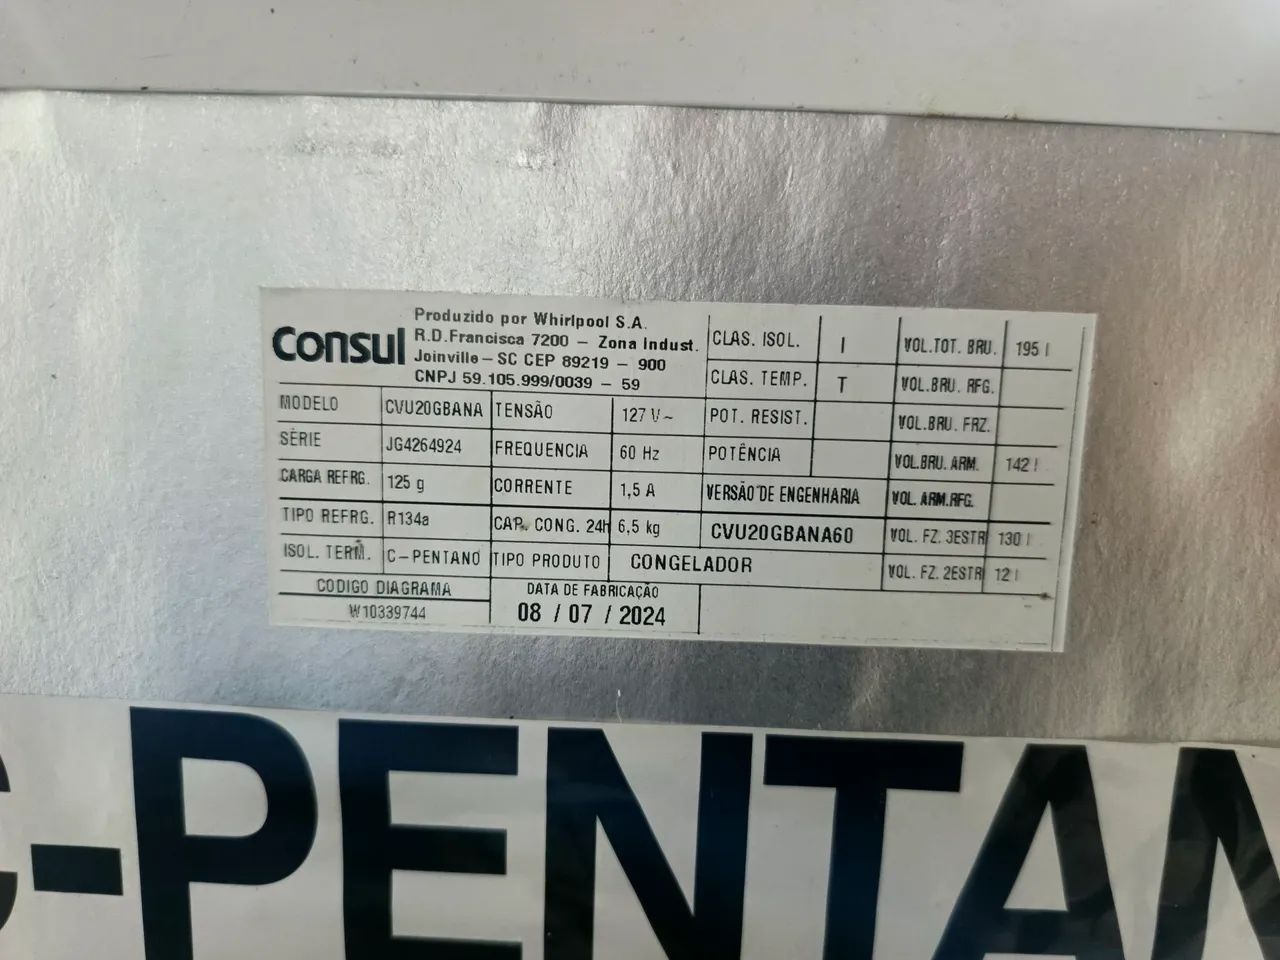 Consul
Produzido por Whirlpool S.A.
R.D.Francisca 7200 – Zona Indust.
Joinville – SC CEP 89219 – 900
CNPJ 59.105.999/0039 – 59
CLAS. ISOL. I VOL.TOT. BRU. 195 l
CLAS. TEMP. T VOL.BRU. RFG.
MODELO CVU20GBANA TENSÃO 127 V~ POT. RESIST. VOL.BRU. FRZ.
SÉRIE JG4264924 FREQUENCIA 60 Hz POTÊNCIA VOL.BRU. ARM. 142 l
CARGA REFRG. 125 g CORRENTE 1,5 A VERSÃO DE ENGENHARIA VOL. ARM.RFG.
TIPO REFRG. R134a CAP. CONG. 24H 6,5 kg CVU20GBANA60 VOL. FZ. 3ESTR 130 l
ISOL. TERM. C–PENTANO TIPO PRODUTO CONGELADOR VOL. FZ. 2ESTR 12 l
CODIGO DIAGRAMA DATA DE FABRICAÇÃO
W10339744 08 / 07 / 2024
C-PENTAN